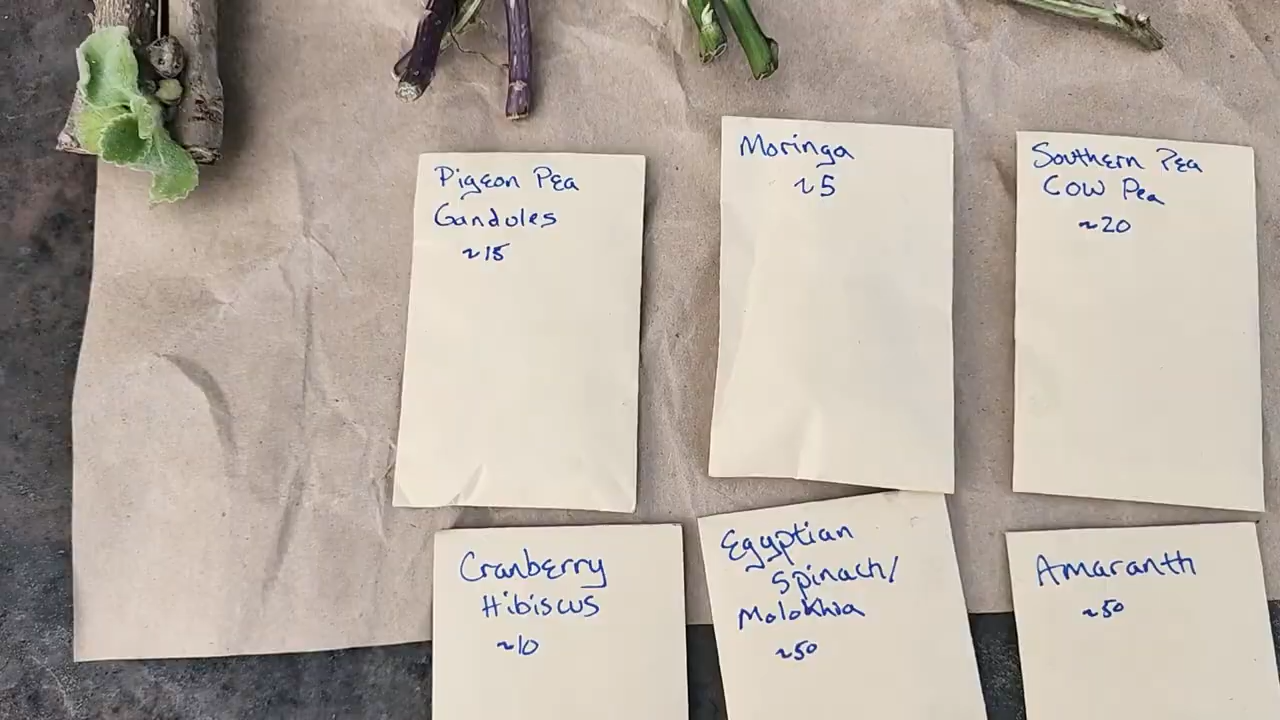 Pigeon Pea
Gandules
~15
Moringa
~5
Southern Pea
Cow Pea
~20
Cranberry
Hibiscus
~10
Egyptian
Spinach/
Molokhia
~50
Amaranth
~50